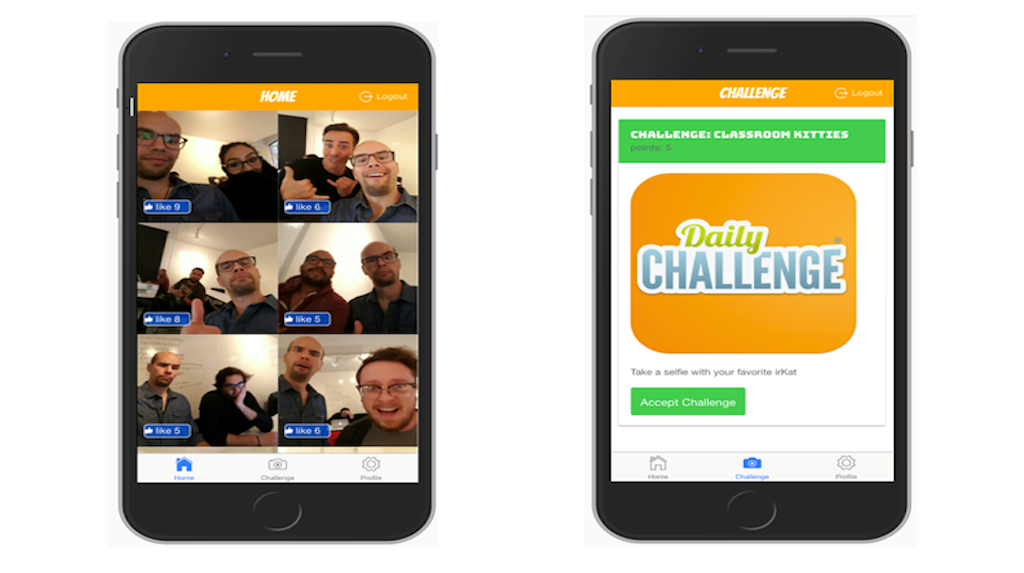 HOME
Logout
like 9
like 6
like 8
like 5
like 5
like 6
Home
Challenge
Profile
CHALLENGE
Logout
CHALLENGE: CLASSROOM KITTIES
points: 5
Daily
CHALLENGE
Take a selfie with your favorite irKat
Accept Challenge
Home
Challenge
Profile